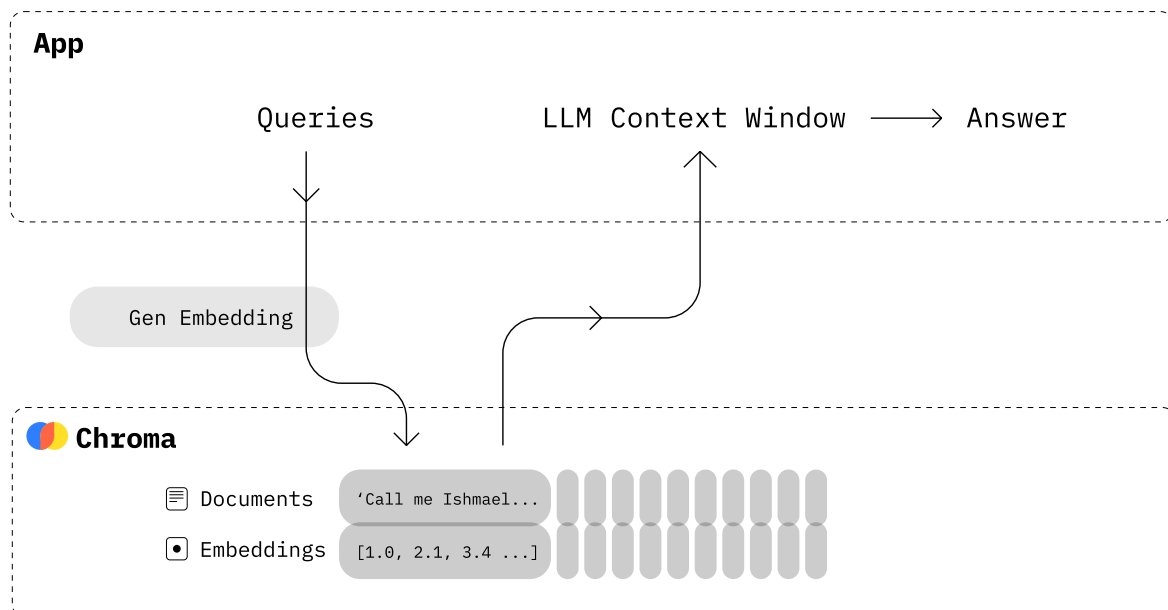 App
Queries
LLM Context Window
Answer
Gen Embedding
Chroma
Documents
‘Call me Ishmael...
Embeddings
[1.0, 2.1, 3.4 ...]